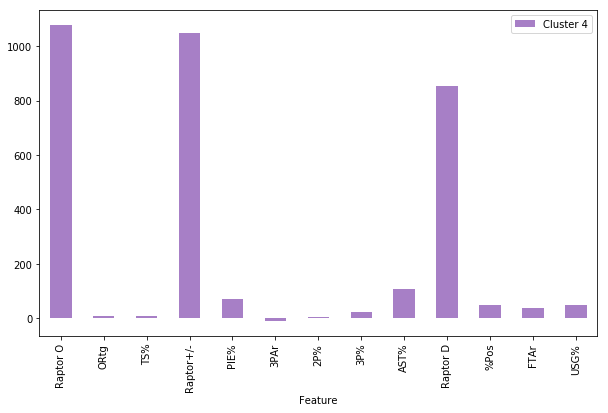 Cluster 4
1000
800
600
400
200
0
Raptor O
ORtg
TS%
Raptor+/-
PIE%
3PAr
2P%
3P%
AST%
Raptor D
%Pos
FTAr
USG%
Feature